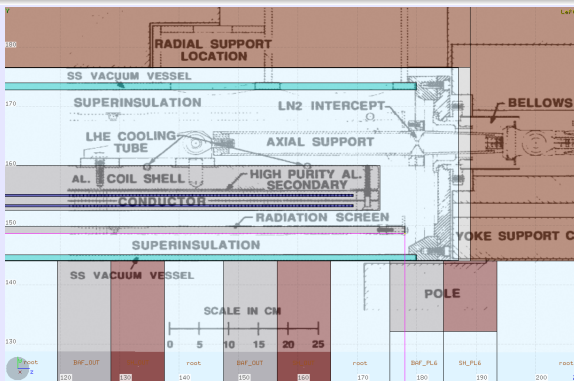 Y
Left
180
RADIAL SUPPORT
LOCATION
SS VACUUM VESSEL
170
SUPERINSULATION
LN2 INTERCEPT
BELLOWS
LHE COOLING
TUBE
AXIAL SUPPORT
160
AL. COIL SHELL
HIGH PURITY AL.
SECONDARY
CONDUCTOR
RADIATION SCREEN
150
YOKE SUPPORT C
SUPERINSULATION
SS VACUUM VESSEL
140
POLE
SCALE IN CM
0 5 10 15 20 25
130
root BAF_OUT root BAF_OUT root BAF_PL6 SH_PL6 root
120 130 140 150 160 170 180 190 200
X Z